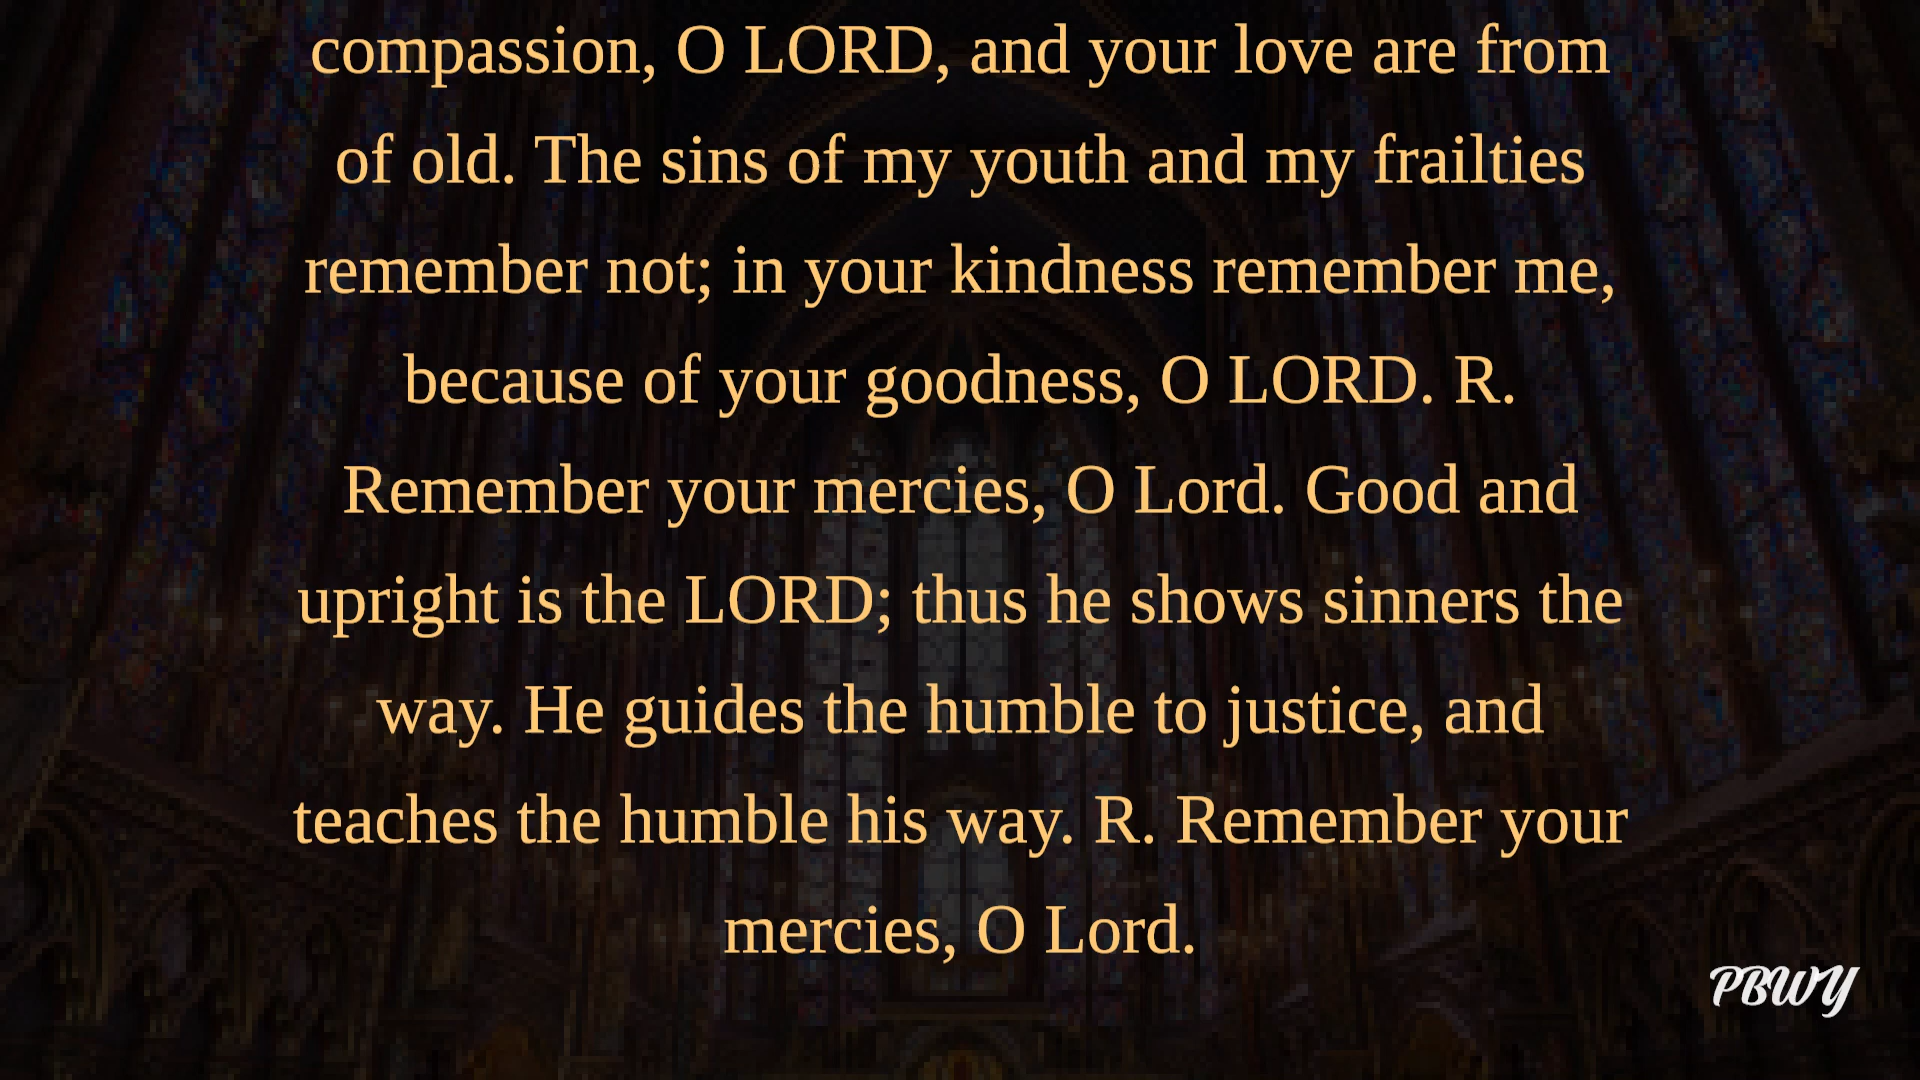 compassion, O LORD, and your love are from
of old. The sins of my youth and my frailties
remember not; in your kindness remember me,
because of your goodness, O LORD. R.
Remember your mercies, O Lord. Good and
upright is the LORD; thus he shows sinners the
way. He guides the humble to justice, and
teaches the humble his way. R. Remember your
mercies, O Lord.
PBWY